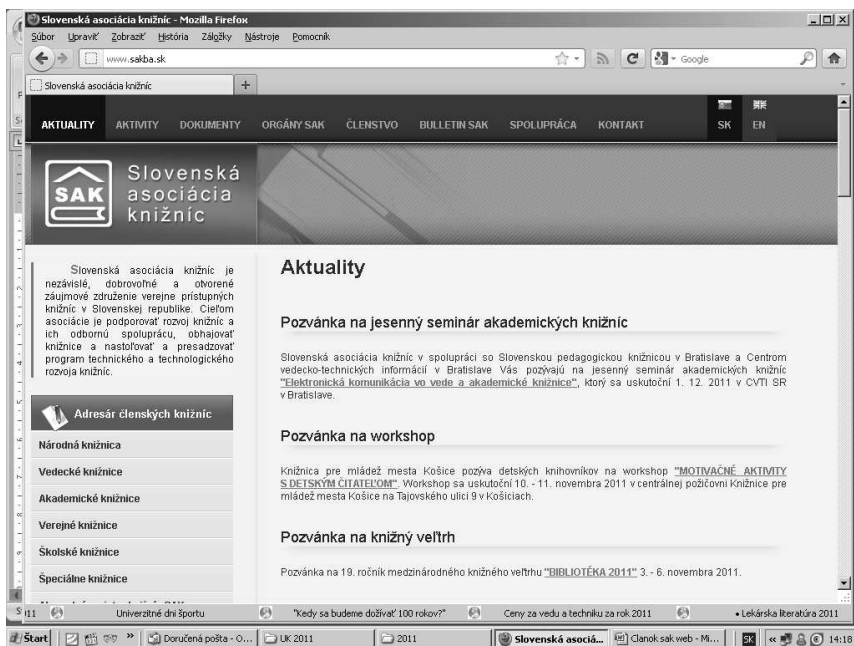 Slovenská asociácia knižníc - Mozilla Firefox
Súbor Upraviť Zobraziť História Záložky Nástroje Pomocník
www.sakba.sk
Google
Slovenská asociácia knižníc
AKTUALITY AKTIVITY DOKUMENTY ORGÁNY SAK ČLENSTVO BULLETIN SAK SPOLUPRÁCA KONTAKT SK EN
SAK
Slovenská
asociácia
knižníc
Slovenská asociácia knižníc je
nezávislé, dobrovoľné a otvorené
záujmové združenie verejne prístupných
knižníc v Slovenskej republike. Cieľom
asociácie je podporovať rozvoj knižníc a
ich odbornú spoluprácu, obhajovať
knižnice a nastoľovať a presadzovať
program technického a technologického
rozvoja knižníc.
Adresár členských knižníc
Národná knižnica
Vedecké knižnice
Akademické knižnice
Verejné knižnice
Školské knižnice
Špeciálne knižnice
Aktuality
Pozvánka na jesenný seminár akademických knižníc
Slovenská asociácia knižníc v spolupráci so Slovenskou pedagogickou knižnicou v Bratislave a Centrom
vedecko-technických informácií v Bratislave Vás pozývajú na jesenný seminár akademických knižníc
"Elektronická komunikácia vo vede a akademické knižnice", ktorý sa uskutoční 1. 12. 2011 v CVTI SR
v Bratislave.
Pozvánka na workshop
Knižnica pre mládež mesta Košice pozýva detských knihovníkov na workshop "MOTIVAČNÉ AKTIVITY
S DETSKÝM ČITATEĽOM". Workshop sa uskutoční 10. - 11. novembra 2011 v centrálnej požičovni Knižnice pre
mládež mesta Košice na Tajovského ulici 9 v Košiciach.
Pozvánka na knižný veľtrh
Pozvánka na 19. ročník medzinárodného knižného veľtrhu "BIBLIOTÉKA 2011" 3. - 6. novembra 2011.
011 Univerzitné dni športu "Kedy sa budeme dožívať 100 rokov?" Ceny za vedu a techniku za rok 2011 • Lekárska literatúra 2011
Štart Doručená pošta - O... UK 2011 2011 Slovenská asociá... Clanok sak web - Mi... SK 14:18